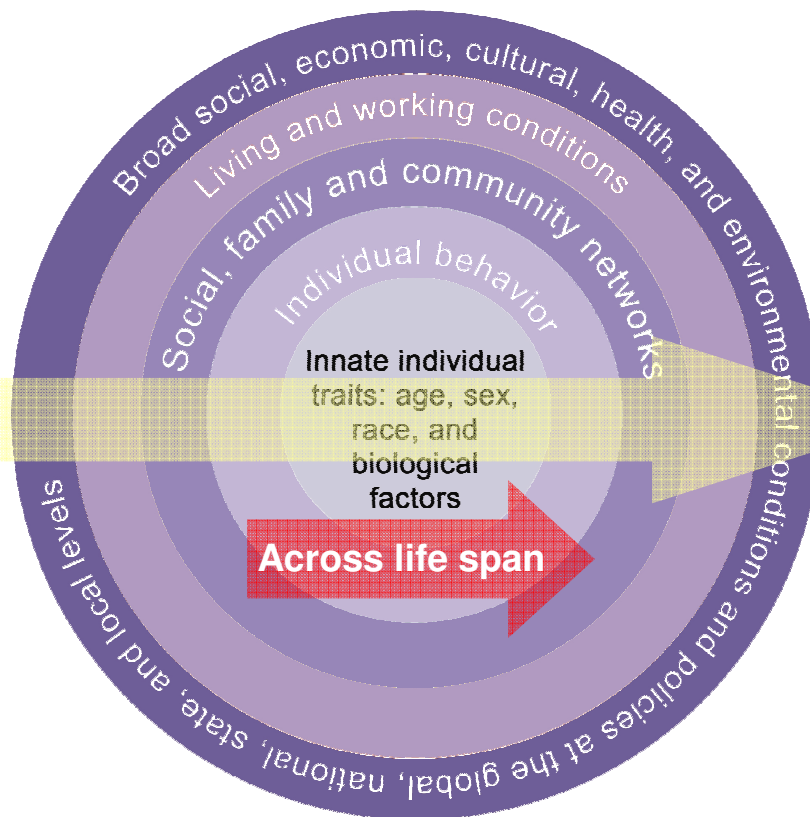 Broad social, economic, cultural, health, and environmental conditions and policies at the global, national, state, and local levels
Living and working conditions
Social, family and community networks
Individual behavior
Innate individual
traits: age, sex,
race, and
biological
factors
Across life span